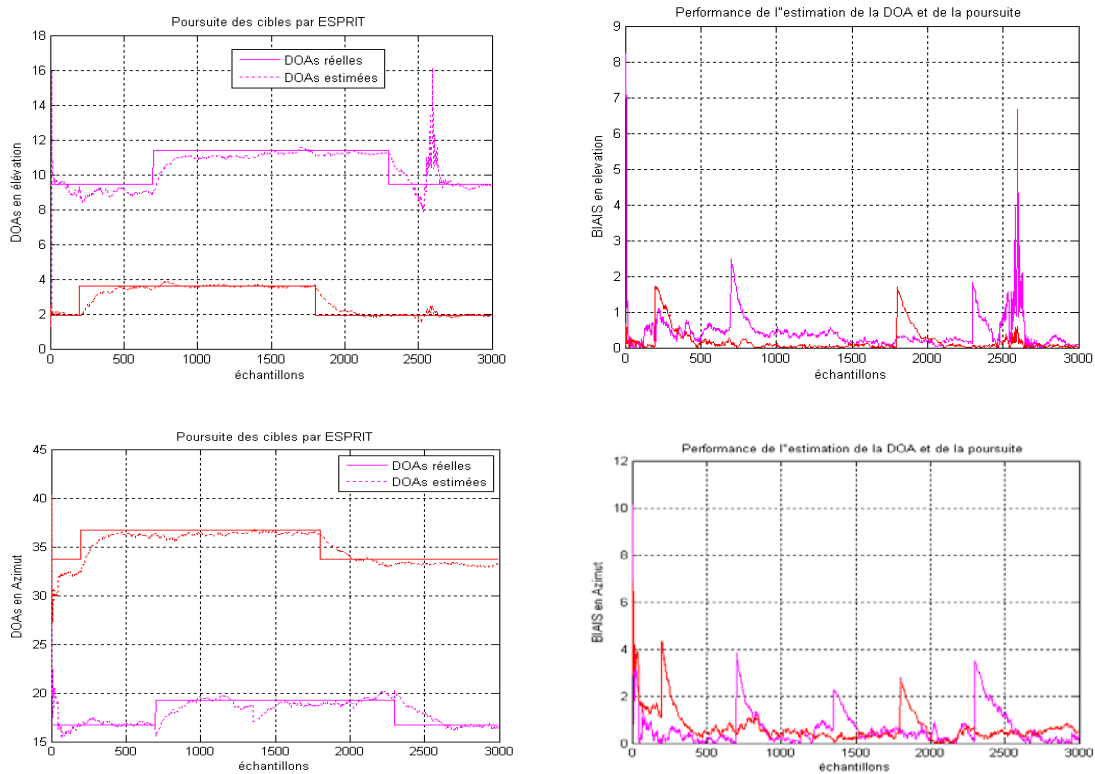 Poursuite des cibles par ESPRIT
18
16
14
12
10
8
6
4
2
0
DOAs en élévation
DOAs réelles
DOAs estimées
0 500 1000 1500 2000 2500 3000
échantillons
Performance de l''estimation de la DOA et de la poursuite
9
8
7
6
5
4
3
2
1
0
BIAIS en elevation
0 500 1000 1500 2000 2500 3000
échantillons
Poursuite des cibles par ESPRIT
45
40
35
30
25
20
15
DOAs en Azimut
DOAs réelles
DOAs estimées
0 500 1000 1500 2000 2500 3000
échantillons
Performance de l''estimation de la DOA et de la poursuite
12
10
8
6
4
2
0
BIAIS en Azimut
0 500 1000 1500 2000 2500 3000
échantillons